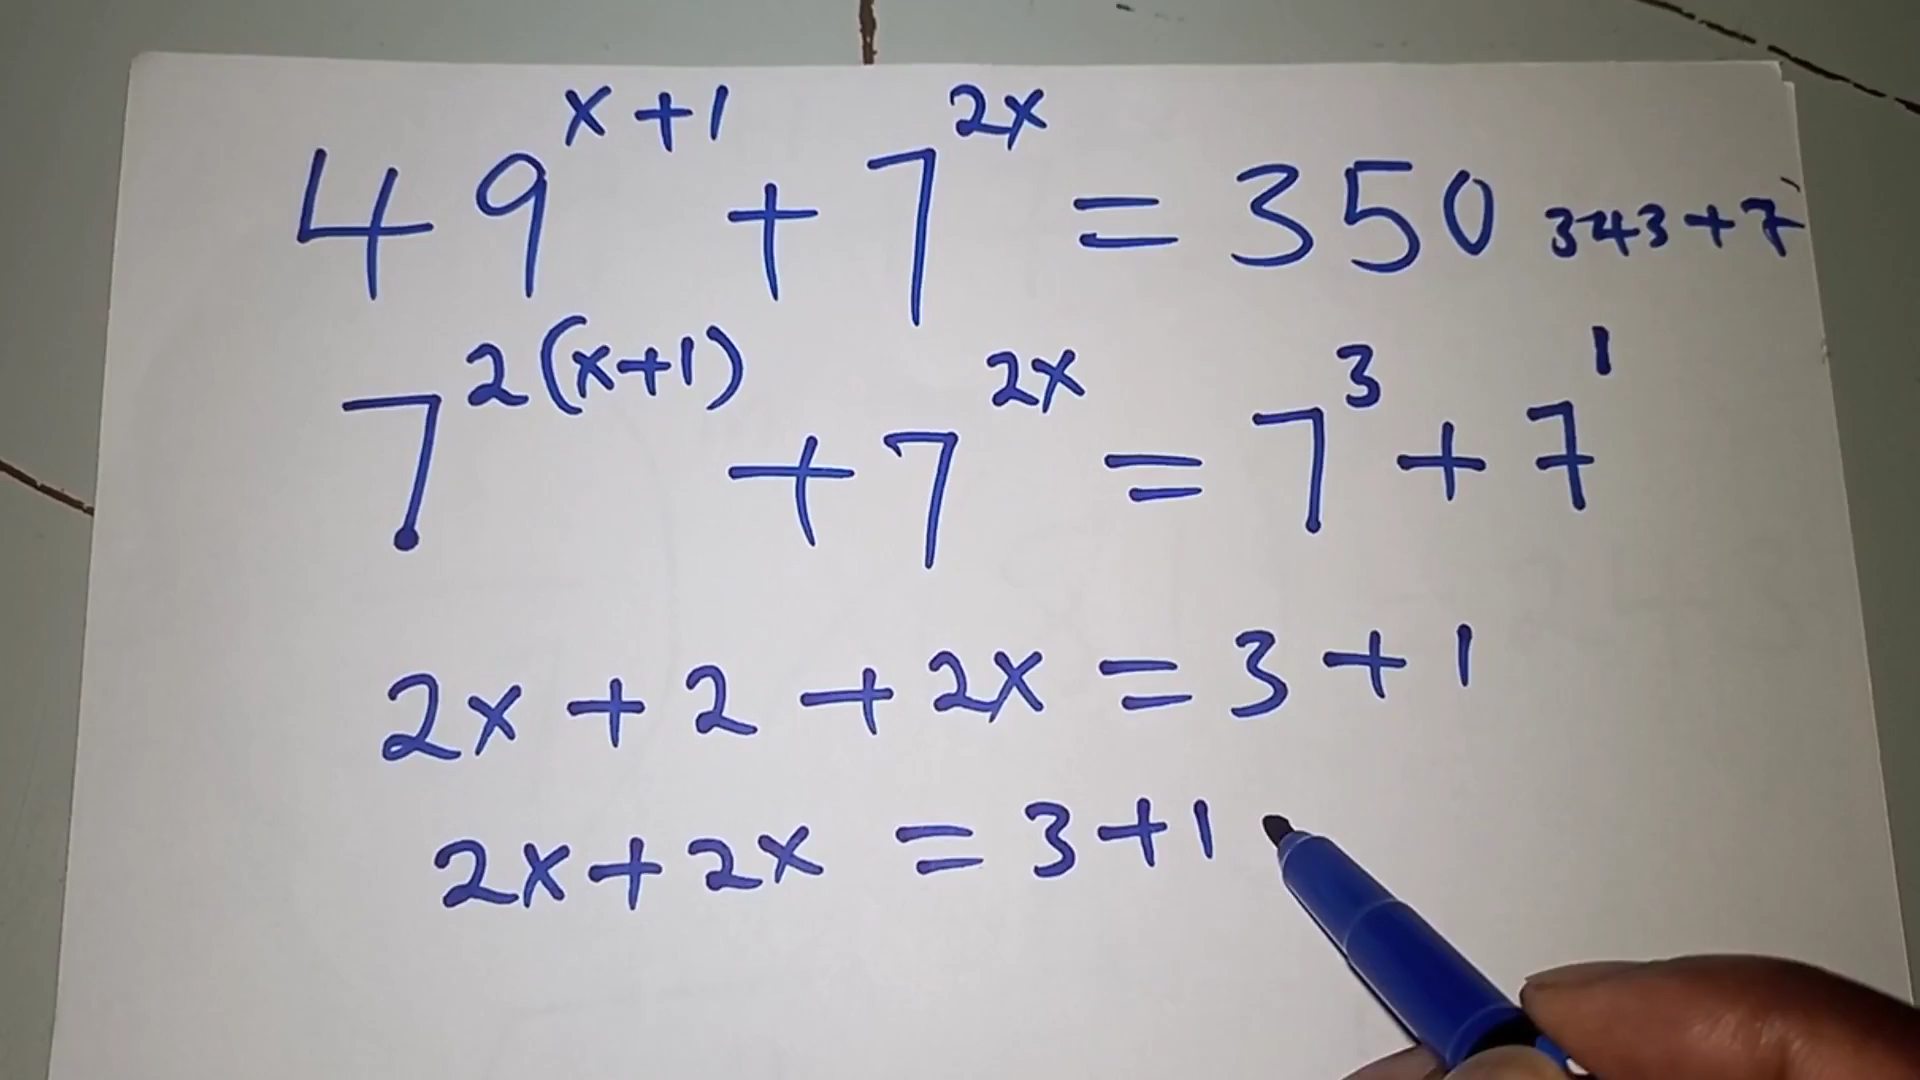 49^{x+1} + 7^{2x} = 350 343+7
7^{2(x+1)} + 7^{2x} = 7^3 + 7^1
2x + 2 + 2x = 3 + 1
2x + 2x = 3 + 1